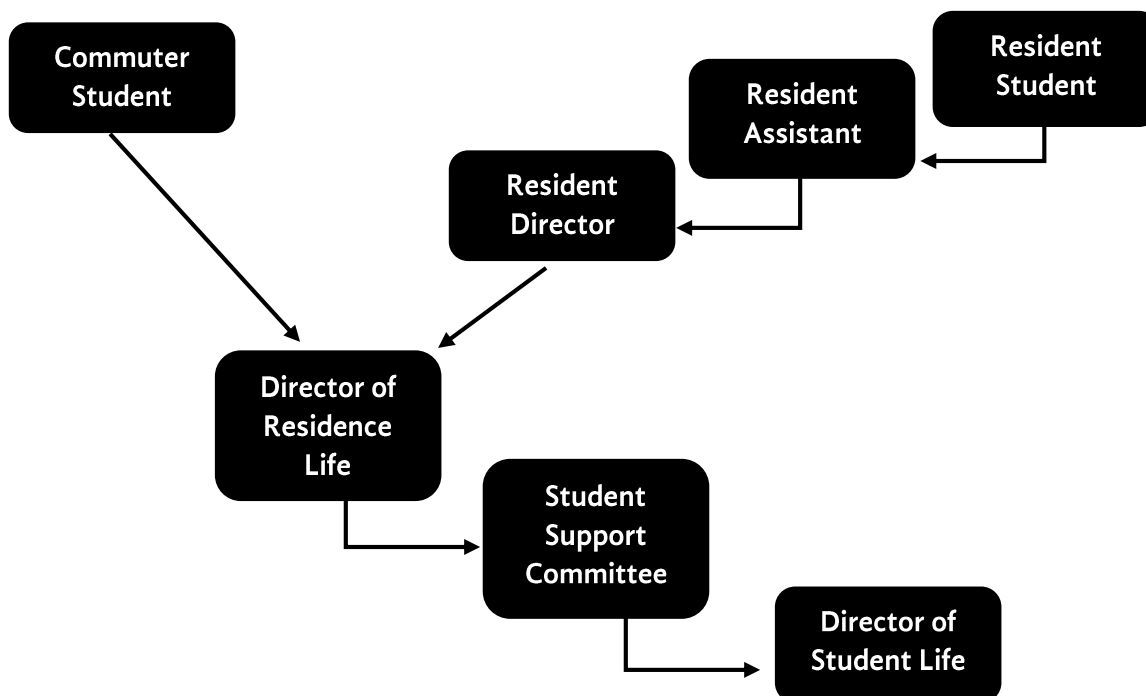 Commuter
Student
Resident
Student
Resident
Assistant
Resident
Director
Director of
Residence
Life
Student
Support
Committee
Director of
Student Life